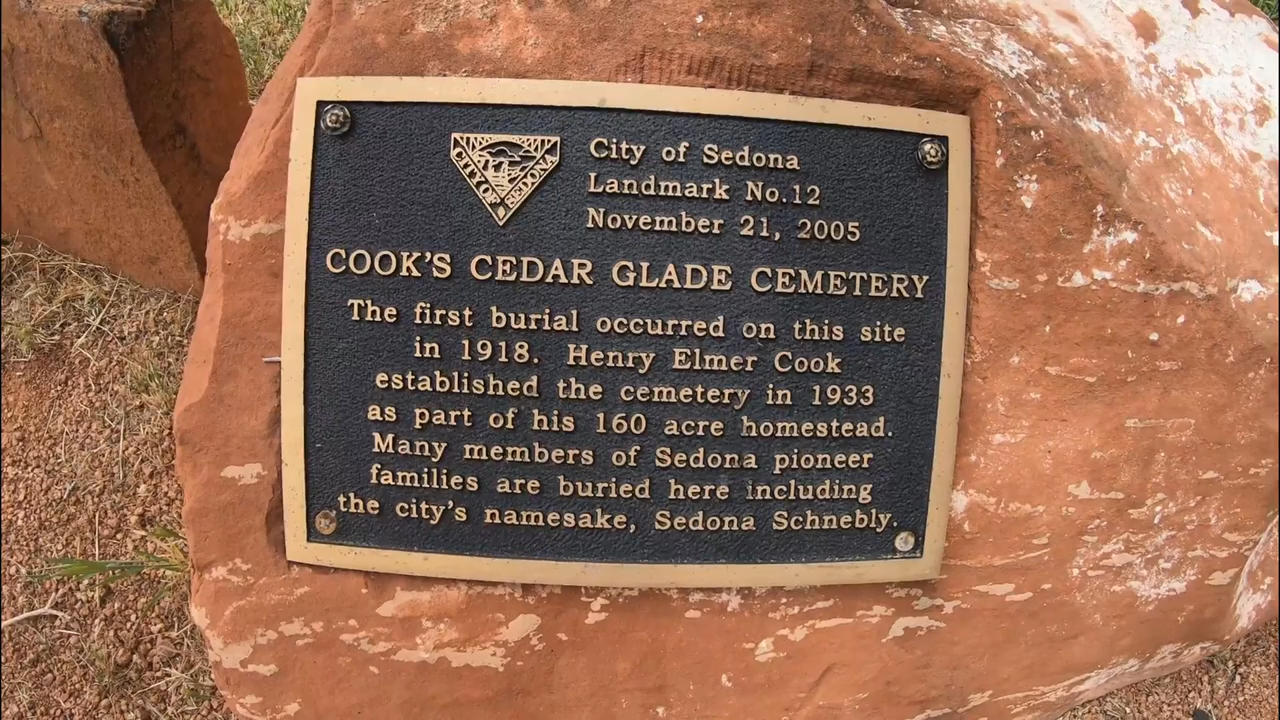 CITY OF SEDONA
City of Sedona
Landmark No.12
November 21, 2005
COOK'S CEDAR GLADE CEMETERY
The first burial occurred on this site
in 1918. Henry Elmer Cook
established the cemetery in 1933
as part of his 160 acre homestead.
Many members of Sedona pioneer
families are buried here including
the city's namesake, Sedona Schnebly.